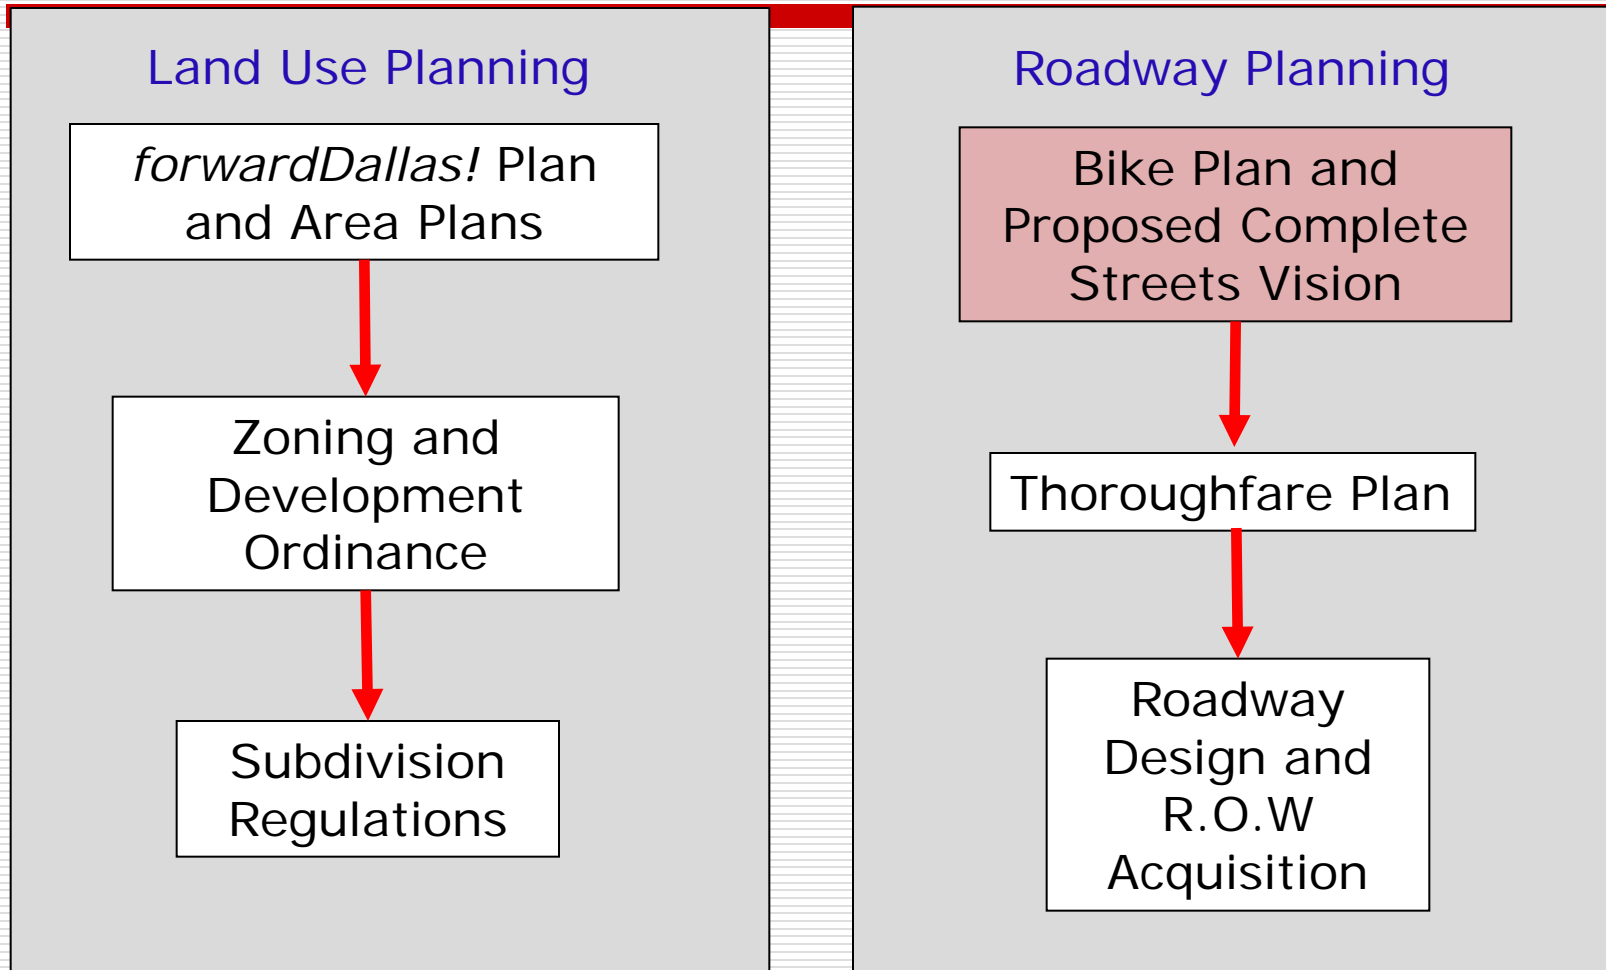 Land Use Planning
forwardDallas! Plan
and Area Plans
Zoning and
Development
Ordinance
Subdivision
Regulations
Roadway Planning
Bike Plan and
Proposed Complete
Streets Vision
Thoroughfare Plan
Roadway
Design and
R.O.W
Acquisition